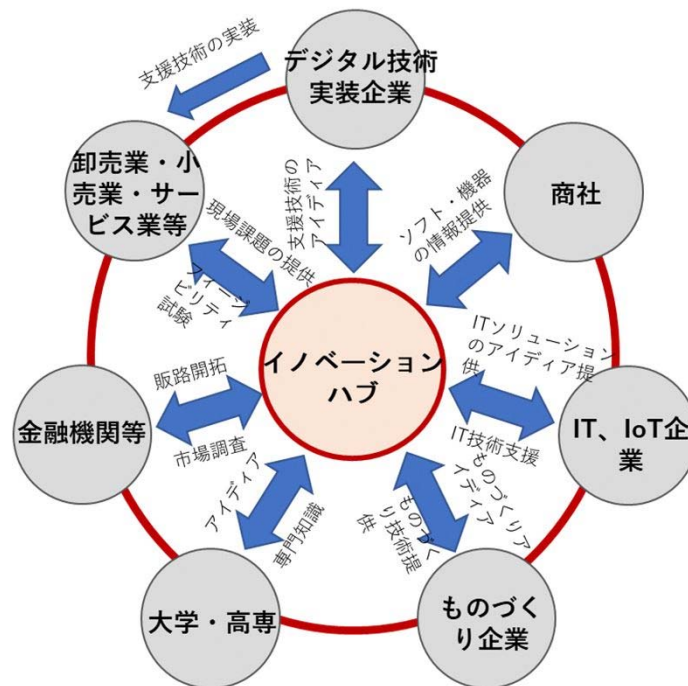 デジタル技術
実装企業
支援技術の実装
卸売業・小
売業・サー
ビス業等
商社
支援技術の
アイディア
ソフト・機器
の情報提供
現場課題の提供
フィージ
ビリティ
試験
イノベーション
ハブ
ITソリューション
のアイディア提
供
IT技術支援
IT、IoT企
業
販路開拓
市場調査
金融機関等
アイディア
専門知識
大学・高専
ものづくりア
イディア
ものづく
り技術提
供
ものづく
り企業